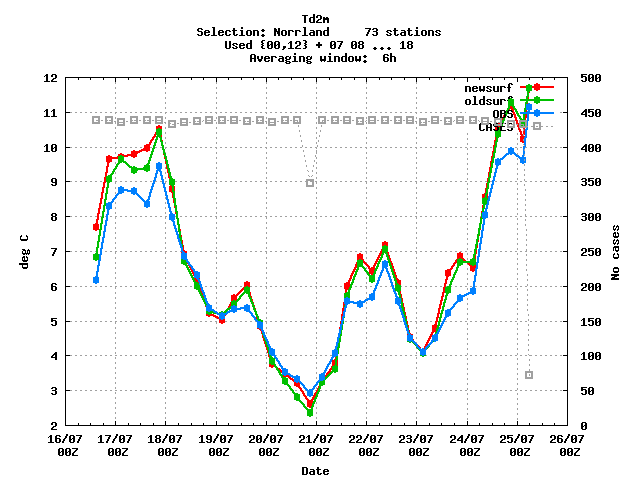 Td2m
Selection: Norrland 73 stations
Used {00,12} + 07 08 ... 18
Averaging window: 6h
newsurf
oldsurf
OBS
CASES
12
11
10
9
8
7
6
5
4
3
2
deg C
500
450
400
350
300
250
200
150
100
50
0
No cases
16/07 17/07 18/07 19/07 20/07 21/07 22/07 23/07 24/07 25/07 26/07
00Z 00Z 00Z 00Z 00Z 00Z 00Z 00Z 00Z 00Z 00Z
Date